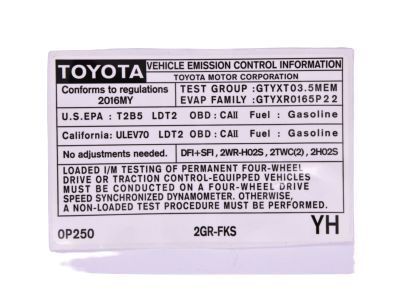 TOYOTA VEHICLE EMISSION CONTROL INFORMATION
TOYOTA MOTOR CORPORATION
Conforms to regulations
2016MY
TEST GROUP : GTYXT03.5MEM
EVAP FAMILY : GTYXR0165P22
U.S.EPA : T2B5 LDT2 OBD : CAII Fuel : Gasoline
California: ULEV70 LDT2 OBD : CAII Fuel : Gasoline
No adjustments needed. DFI+SFI, 2WR-HO2S, 2TWC(2), 2HO2S
LOADED I/M TESTING OF PERMANENT FOUR-WHEEL
DRIVE OR TRACTION CONTROL-EQUIPPED VEHICLES
MUST BE CONDUCTED ON A FOUR-WHEEL DRIVE
SPEED SYNCHRONIZED DYNAMOMETER. OTHERWISE,
A NON-LOADED TEST PROCEDURE MUST BE PERFORMED.
0P250 2GR-FKS YH